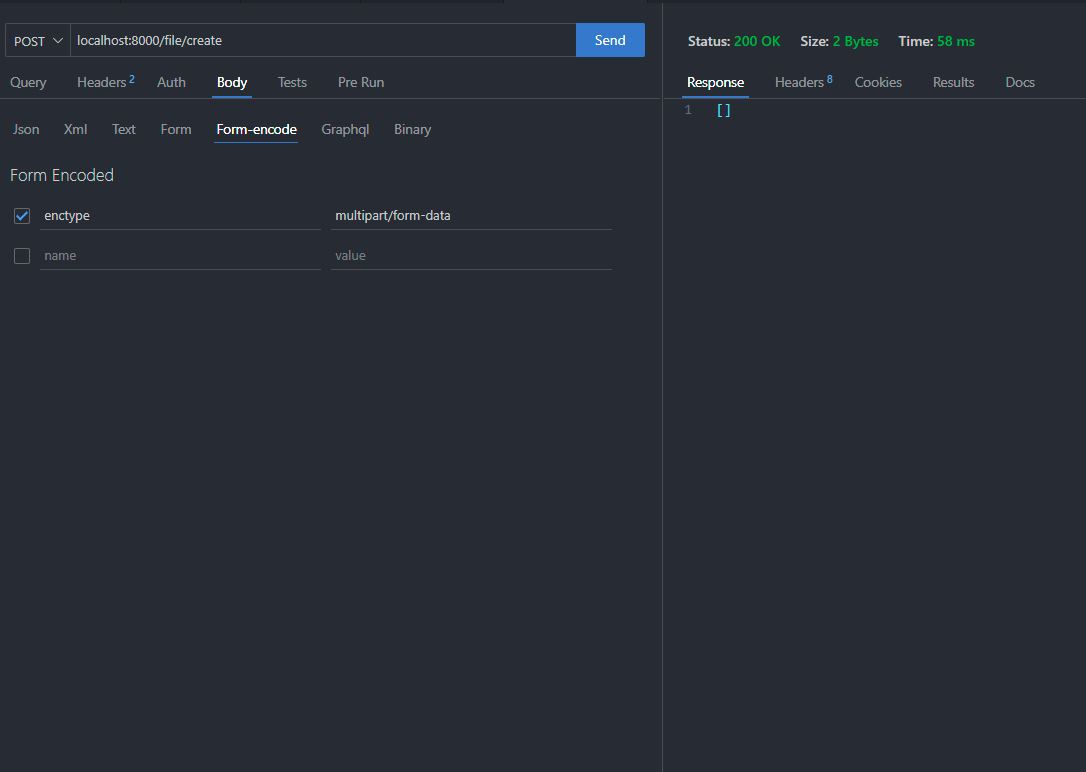 POST localhost:8000/file/create Send
Query Headers 2 Auth Body Tests Pre Run
Json Xml Text Form Form-encode Graphql Binary
Form Encoded
enctype multipart/form-data
name value
Status: 200 OK Size: 2 Bytes Time: 58 ms
Response Headers 8 Cookies Results Docs
1 []